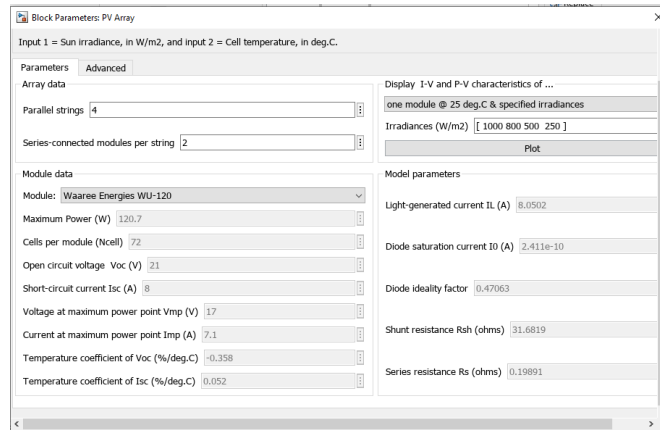 Replace
Block Parameters: PV Array
Input 1 = Sun irradiance, in W/m2, and input 2 = Cell temperature, in deg.C.
Parameters Advanced
Array data
Parallel strings 4
Series-connected modules per string 2
Display I-V and P-V characteristics of ...
one module @ 25 deg.C & specified irradiances
Irradiances (W/m2) [ 1000 800 500 250 ]
Plot
Module data
Module: Waaree Energies WU-120
Maximum Power (W) 120.7
Cells per module (Ncell) 72
Open circuit voltage Voc (V) 21
Short-circuit current Isc (A) 8
Voltage at maximum power point Vmp (V) 17
Current at maximum power point Imp (A) 7.1
Temperature coefficient of Voc (%/deg.C) -0.358
Temperature coefficient of Isc (%/deg.C) 0.052
Model parameters
Light-generated current IL (A) 8.0502
Diode saturation current I0 (A) 2.411e-10
Diode ideality factor 0.47063
Shunt resistance Rsh (ohms) 31.6819
Series resistance Rs (ohms) 0.19891